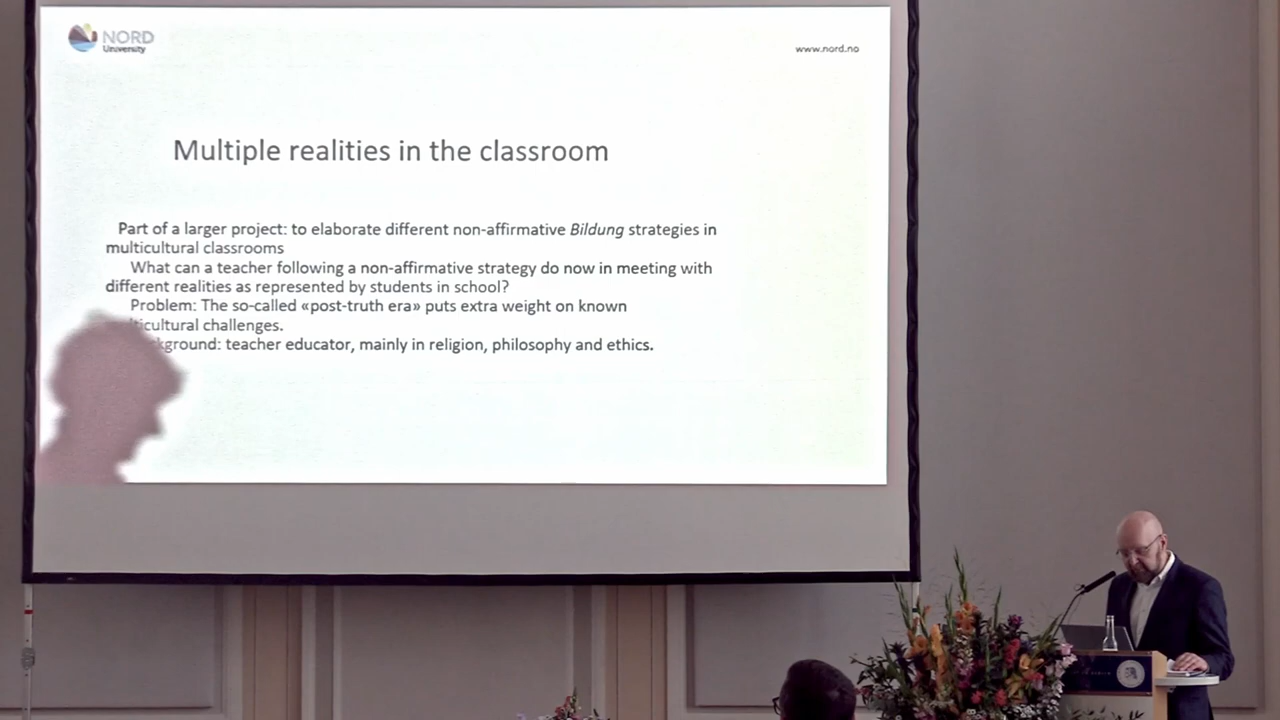 NORD
University
www.nord.no
Multiple realities in the classroom
Part of a larger project: to elaborate different non-affirmative Bildung strategies in
multicultural classrooms
What can a teacher following a non-affirmative strategy do now in meeting with
different realities as represented by students in school?
Problem: The so-called «post-truth era» puts extra weight on known
ticultural challenges.
kground: teacher educator, mainly in religion, philosophy and ethics.